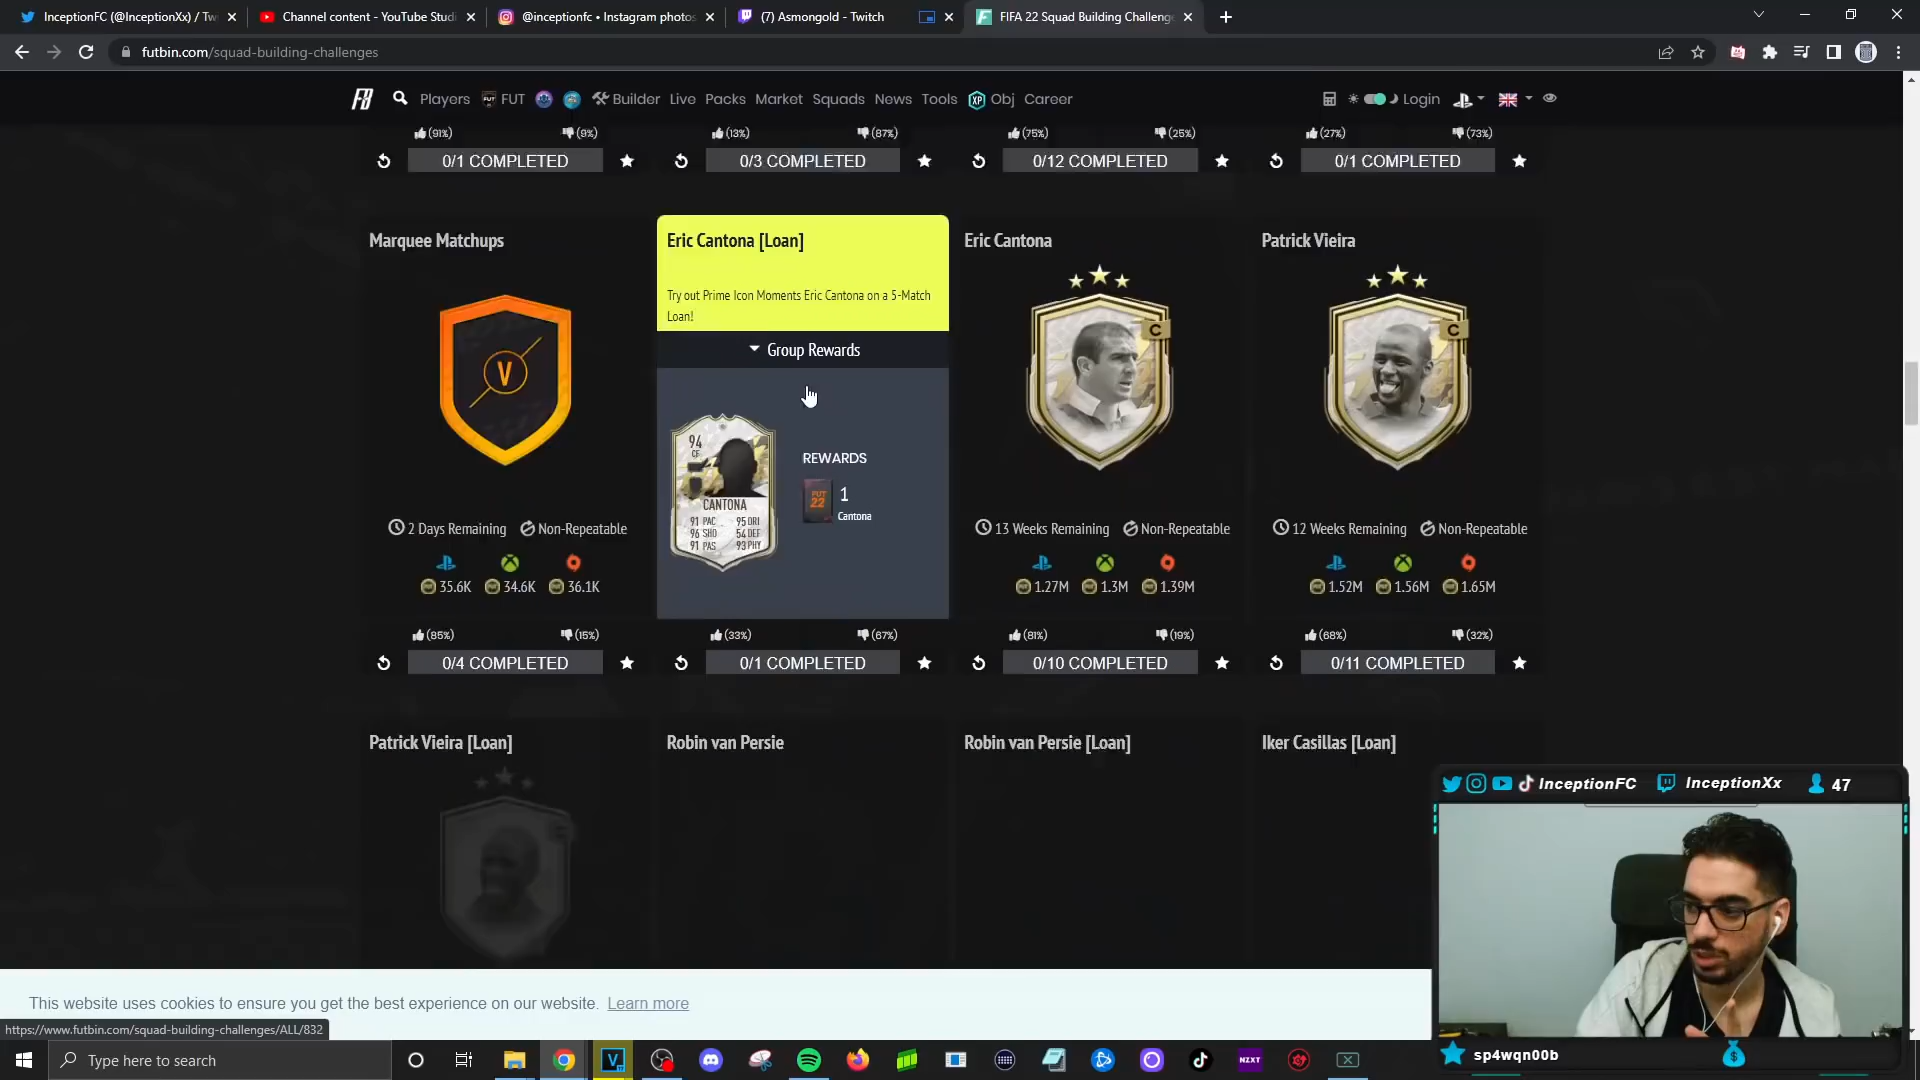 InceptionFC (@InceptionXx) / Tw
Channel content - YouTube Studi
@inceptionfc • Instagram photos
(7) Asmongold - Twitch
FIFA 22 Squad Building Challeng
futbin.com/squad-building-challenges
Players
FUT
Builder
Live
Packs
Market
Squads
News
Tools
XP
Obj
Career
Login
(91%)
(9%)
(13%)
(87%)
(75%)
(25%)
(27%)
(73%)
0/1 COMPLETED
0/3 COMPLETED
0/12 COMPLETED
0/1 COMPLETED
Marquee Matchups
V
2 Days Remaining
Non-Repeatable
35.6K
34.6K
36.1K
(85%)
(15%)
0/4 COMPLETED
Eric Cantona [Loan]
Try out Prime Icon Moments Eric Cantona on a 5-Match
Loan!
Group Rewards
94
CF
CANTONA
91 PAC 95 DRI
96 SHO 54 DEF
91 PAS 93 PHY
REWARDS
FUT
22
1
Cantona
(33%)
(67%)
0/1 COMPLETED
Eric Cantona
C
13 Weeks Remaining
Non-Repeatable
1.27M
1.3M
1.39M
(81%)
(19%)
0/10 COMPLETED
Patrick Vieira
C
12 Weeks Remaining
Non-Repeatable
1.52M
1.56M
1.65M
(68%)
(32%)
0/11 COMPLETED
Patrick Vieira [Loan]
Robin van Persie
Robin van Persie [Loan]
Iker Casillas [Loan]
InceptionFC
InceptionXx
47
sp4wqn00b
This website uses cookies to ensure you get the best experience on our website. Learn more
https://www.futbin.com/squad-building-challenges/ALL/832
Type here to search
V
NZXT